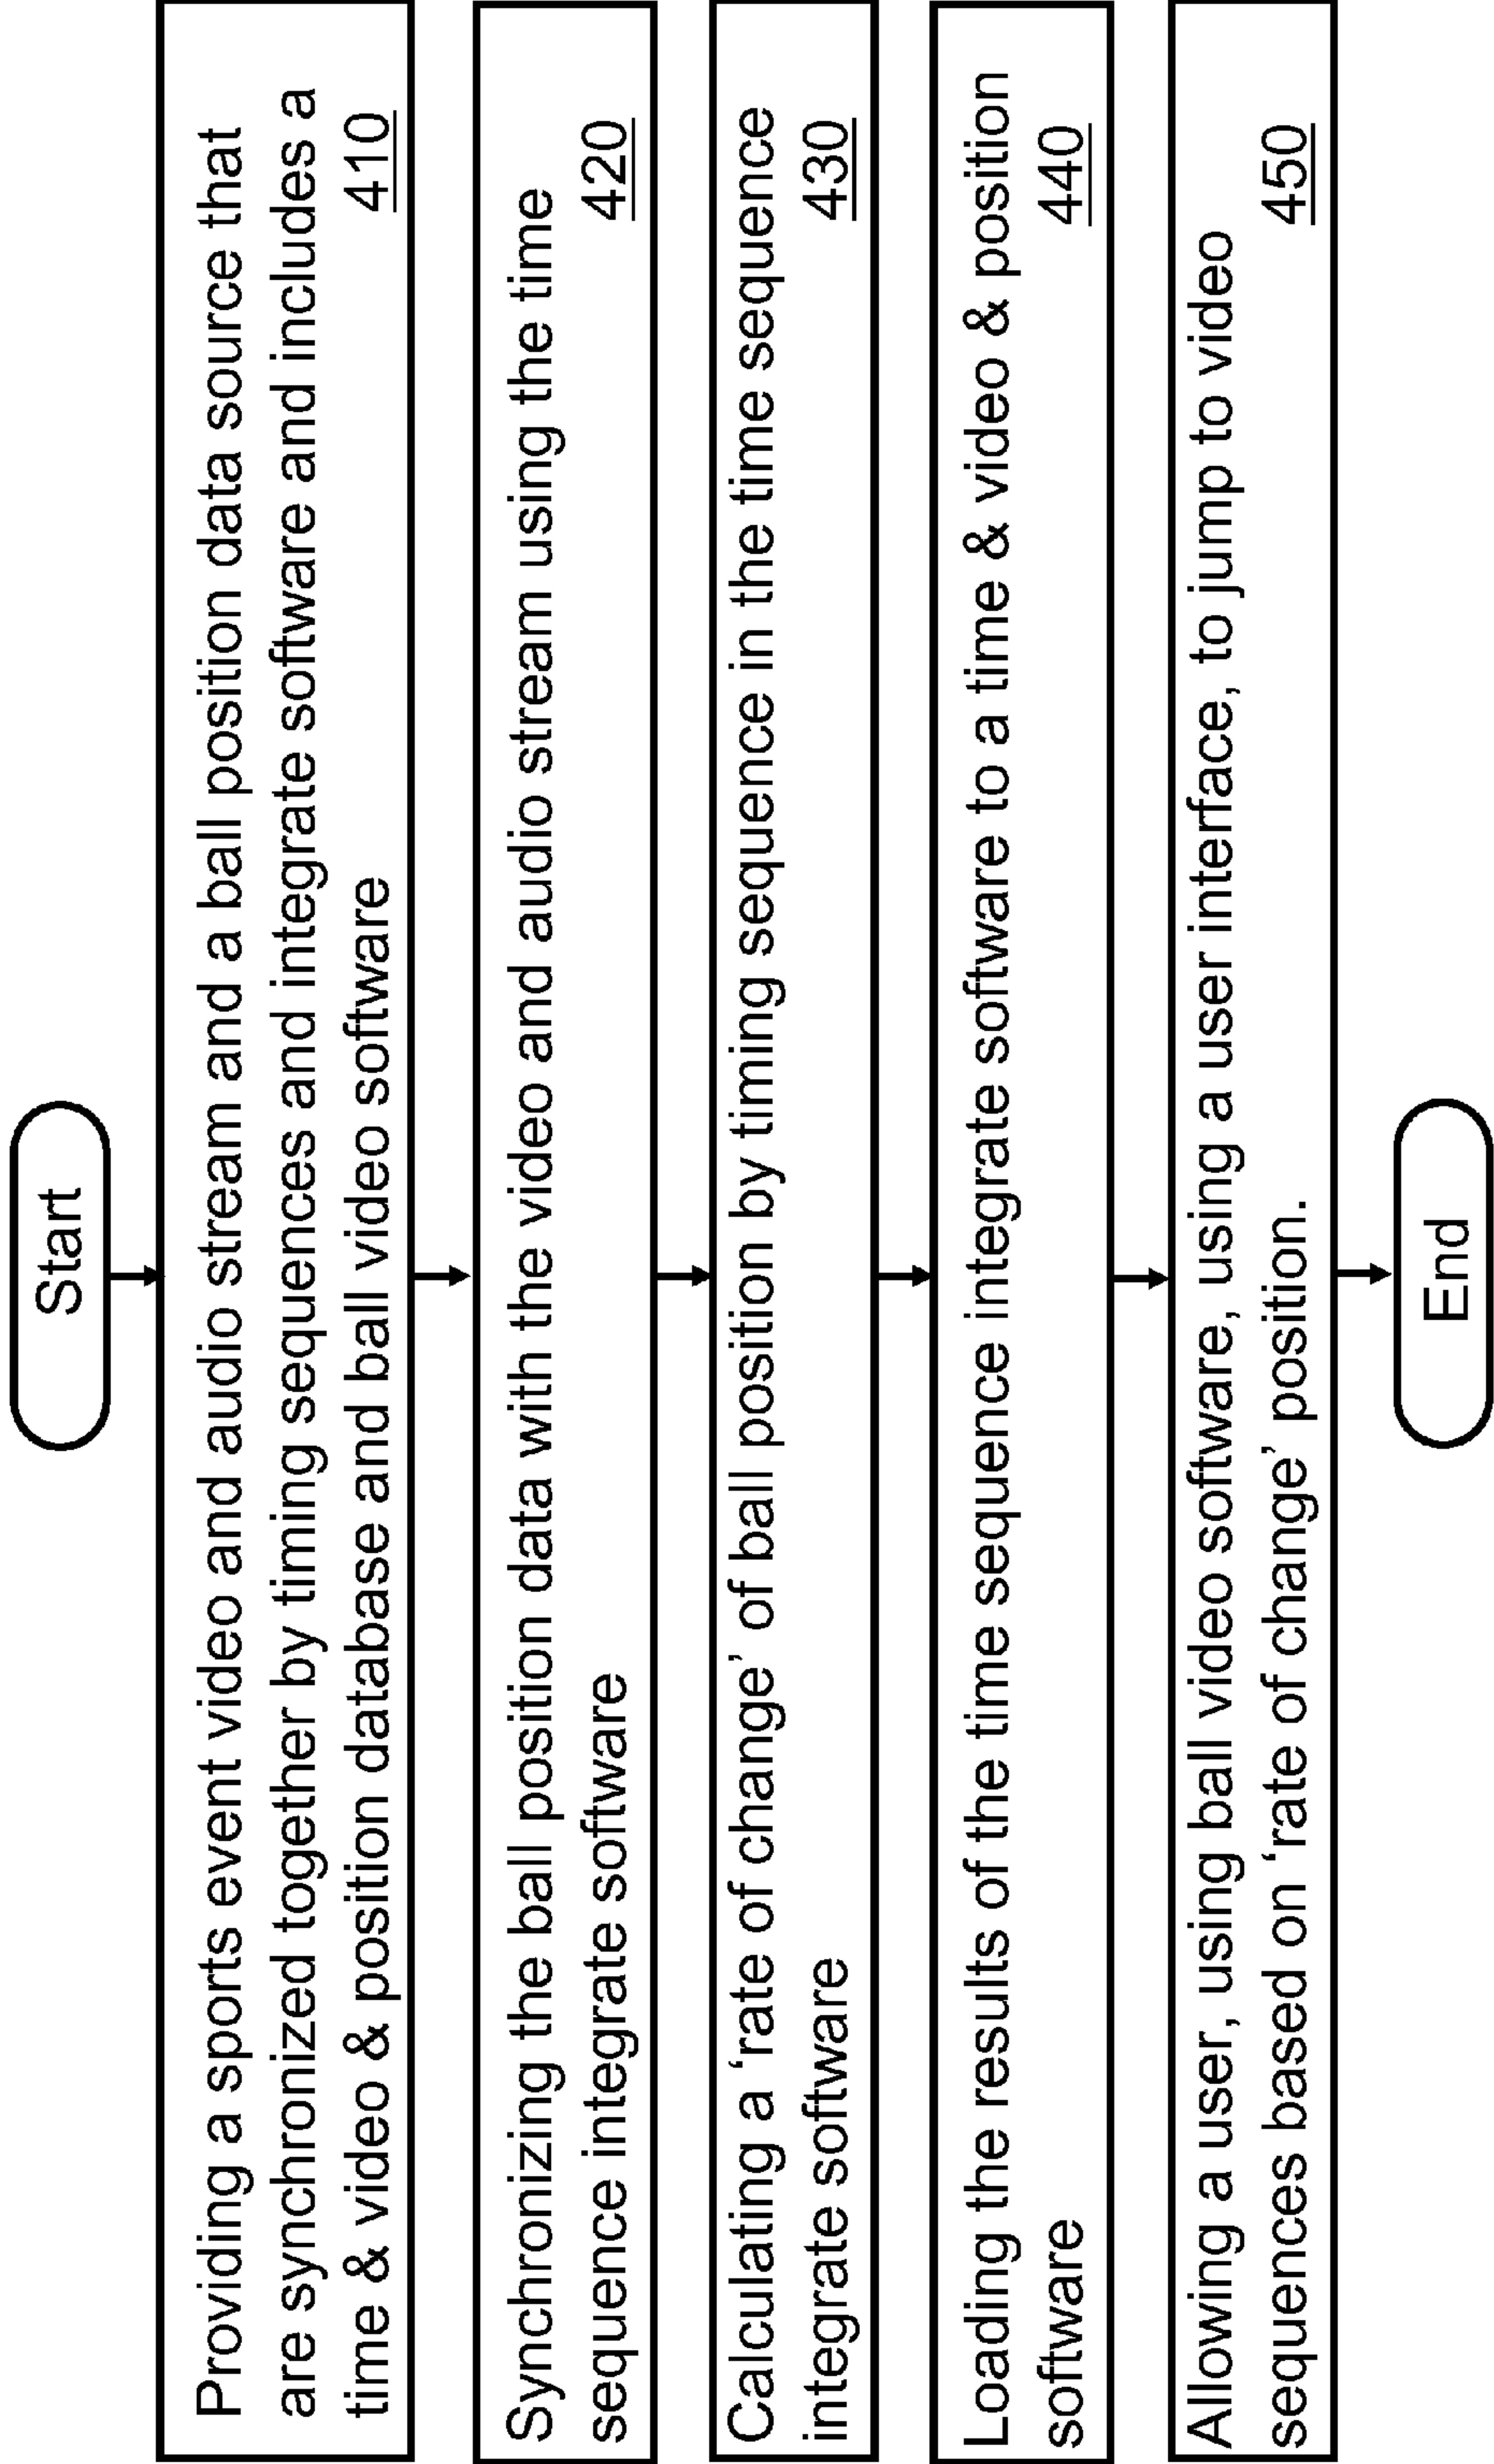 Start
Providing a sports event video and audio stream and a ball position data source that
are synchronized together by timing sequences and integrate software and includes a
time & video & position database and ball video software 410
Synchronizing the ball position data with the video and audio stream using the time
sequence integrate software 420
Calculating a ‘rate of change’ of ball position by timing sequence in the time sequence
integrate software 430
Loading the results of the time sequence integrate software to a time & video & position
software 440
Allowing a user, using ball video software, using a user interface, to jump to video
sequences based on ‘rate of change’ position. 450
End